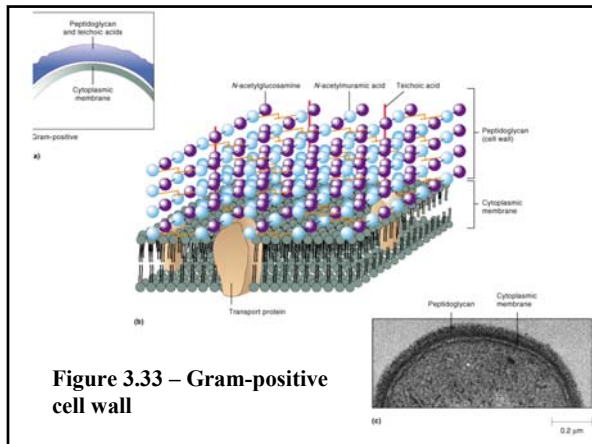 Peptidoglycan
and teichoic acids
Cytoplasmic
membrane
Gram-positive
a)
N-acetylglucosamine
N-acetylmuramic acid
Teichoic acid
Peptidoglycan
(cell wall)
Cytoplasmic
membrane
Transport protein
(b)
Peptidoglycan
Cytoplasmic
membrane
(c)
0.2 µm
Figure 3.33 – Gram-positive
cell wall